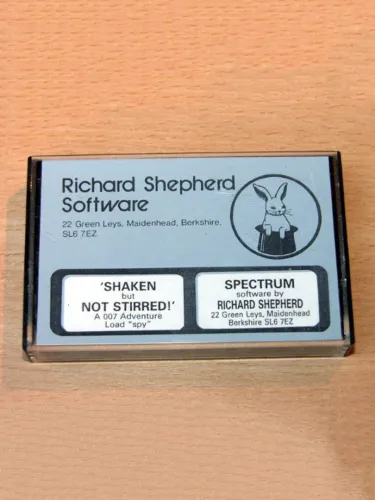 Richard Shepherd
Software
22 Green Leys, Maidenhead, Berkshire,
SL6 7EZ
'SHAKEN
but
NOT STIRRED!'
A 007 Adventure
Load "spy"
SPECTRUM
software by
RICHARD SHEPHERD
22 Green Leys, Maidenhead
Berkshire SL6 7EZ